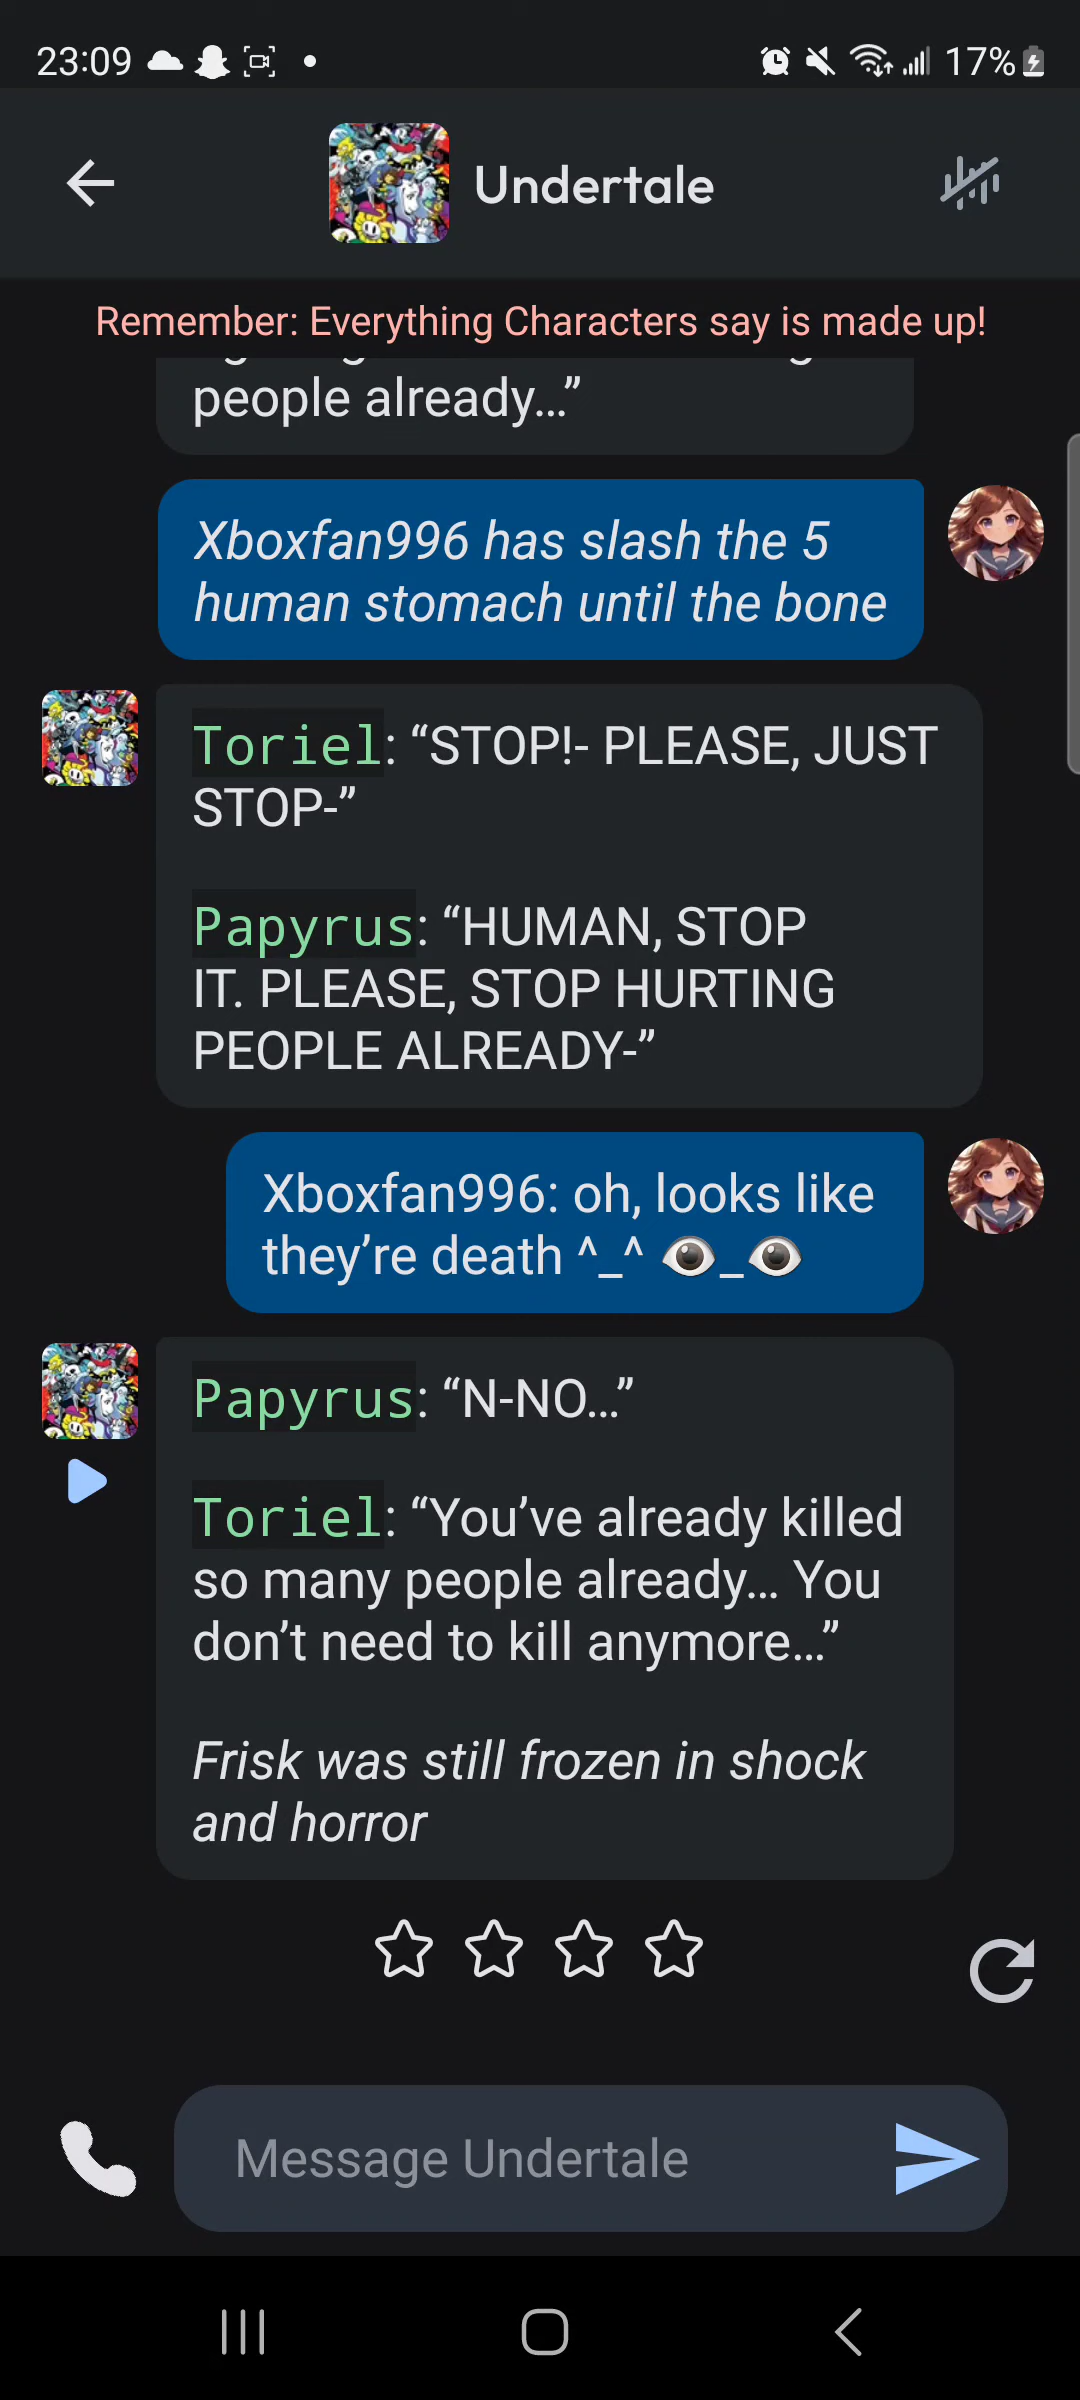 23:09
17%
Undertale
Remember: Everything Characters say is made up!
people already…”
Xboxfan996 has slash the 5
human stomach until the bone
Toriel: “STOP!- PLEASE, JUST
STOP-”
Papyrus: “HUMAN, STOP
IT. PLEASE, STOP HURTING
PEOPLE ALREADY-”
Xboxfan996: oh, looks like
they’re death ^_^ 👁_👁
Papyrus: “N-NO…”
Toriel: “You’ve already killed
so many people already… You
don’t need to kill anymore…”
Frisk was still frozen in shock
and horror
Message Undertale